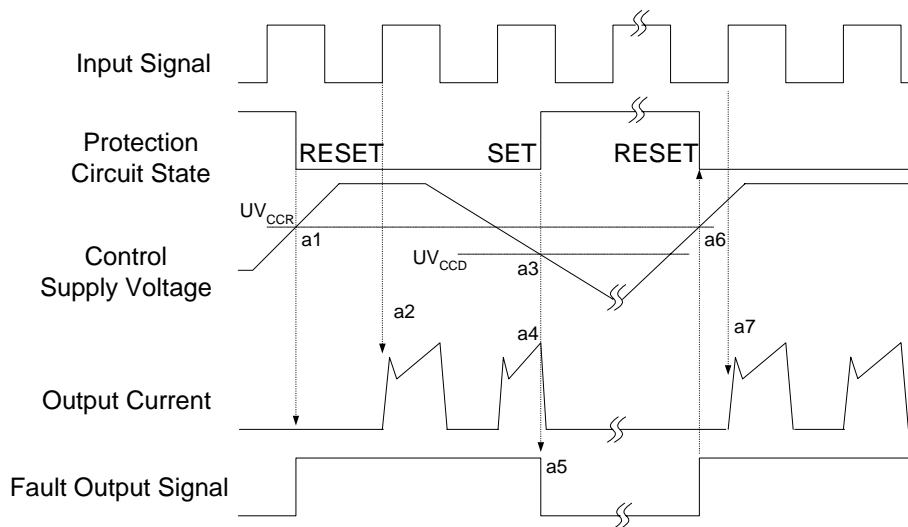 Input Signal
Protection
Circuit State
RESET SET RESET
UVCCR
a1 a6
UVCCD a3
Control
Supply Voltage
a2 a4 a7
Output Current
a5
Fault Output Signal